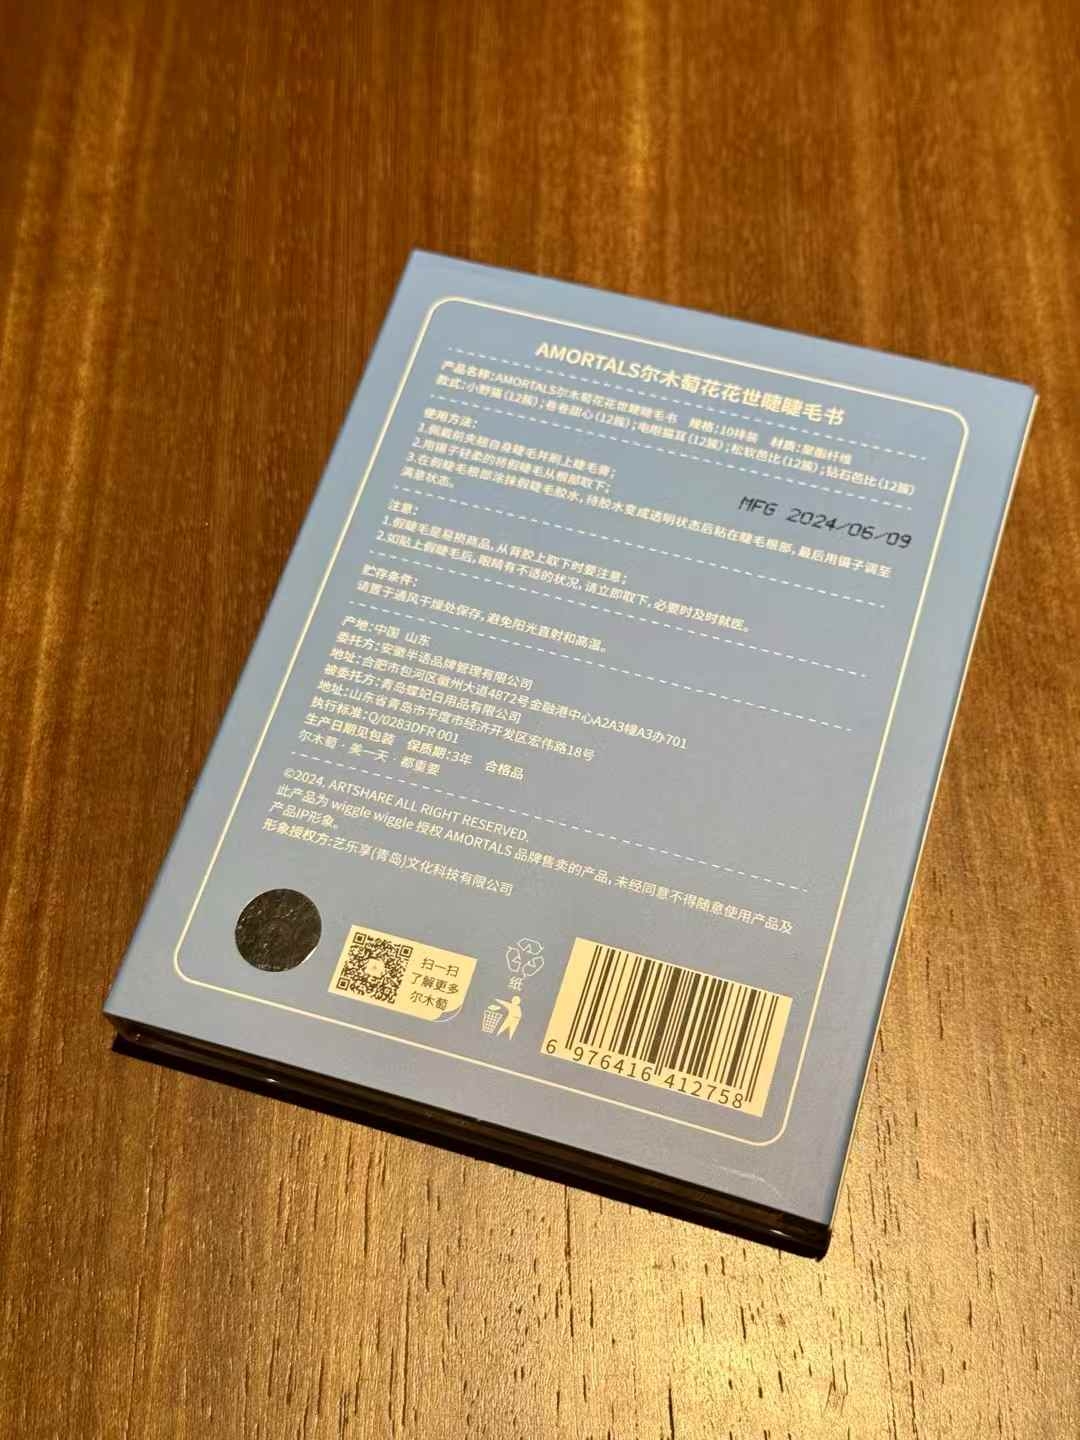 AMORTALS尔木萄花花世睫睫毛书
产品名称:AMORTALS尔木萄花花世睫睫毛书 规格:10排装 材质:聚酯纤维
款式:小野猫(12簇);卷卷甜心(12簇);电眼猫耳(12簇);松软芭比(12簇);钻石芭比(12簇)
使用方法:
1.佩戴前夹翘自身睫毛并刷上睫毛膏;
2.用镊子轻柔的将假睫毛从根部取下;
3.在假睫毛根部涂抹假睫毛胶水,待胶水变成透明状态后粘在睫毛根部,最后用镊子调至
满意状态。
MFG 2024/06/09
注意:
1.假睫毛是易损商品,从背胶上取下时要注意;
2.如贴上假睫毛后,眼睛有不适的状况,请立即取下,必要时及时就医。
贮存条件:
请置于通风干燥处保存,避免阳光直射和高温。
产地:中国 山东
委托方:安徽半语品牌管理有限公司
地址:合肥市包河区徽州大道4872号金融港中心A2A3幢A3办701
被委托方:青岛蝶妃日用品有限公司
地址:山东省青岛市平度市经济开发区宏伟路18号
执行标准:Q/0283DFR 001
生产日期见包装 保质期:3年 合格品
尔木萄·美一天 都重要
©2024, ARTSHARE ALL RIGHT RESERVED.
此产品为 wiggle wiggle 授权 AMORTALS 品牌售卖的产品,未经同意不得随意使用产品及
产品IP形象。
形象授权方:艺乐享(青岛)文化科技有限公司
扫一扫
了解更多
尔木萄
纸
6 976416 412758